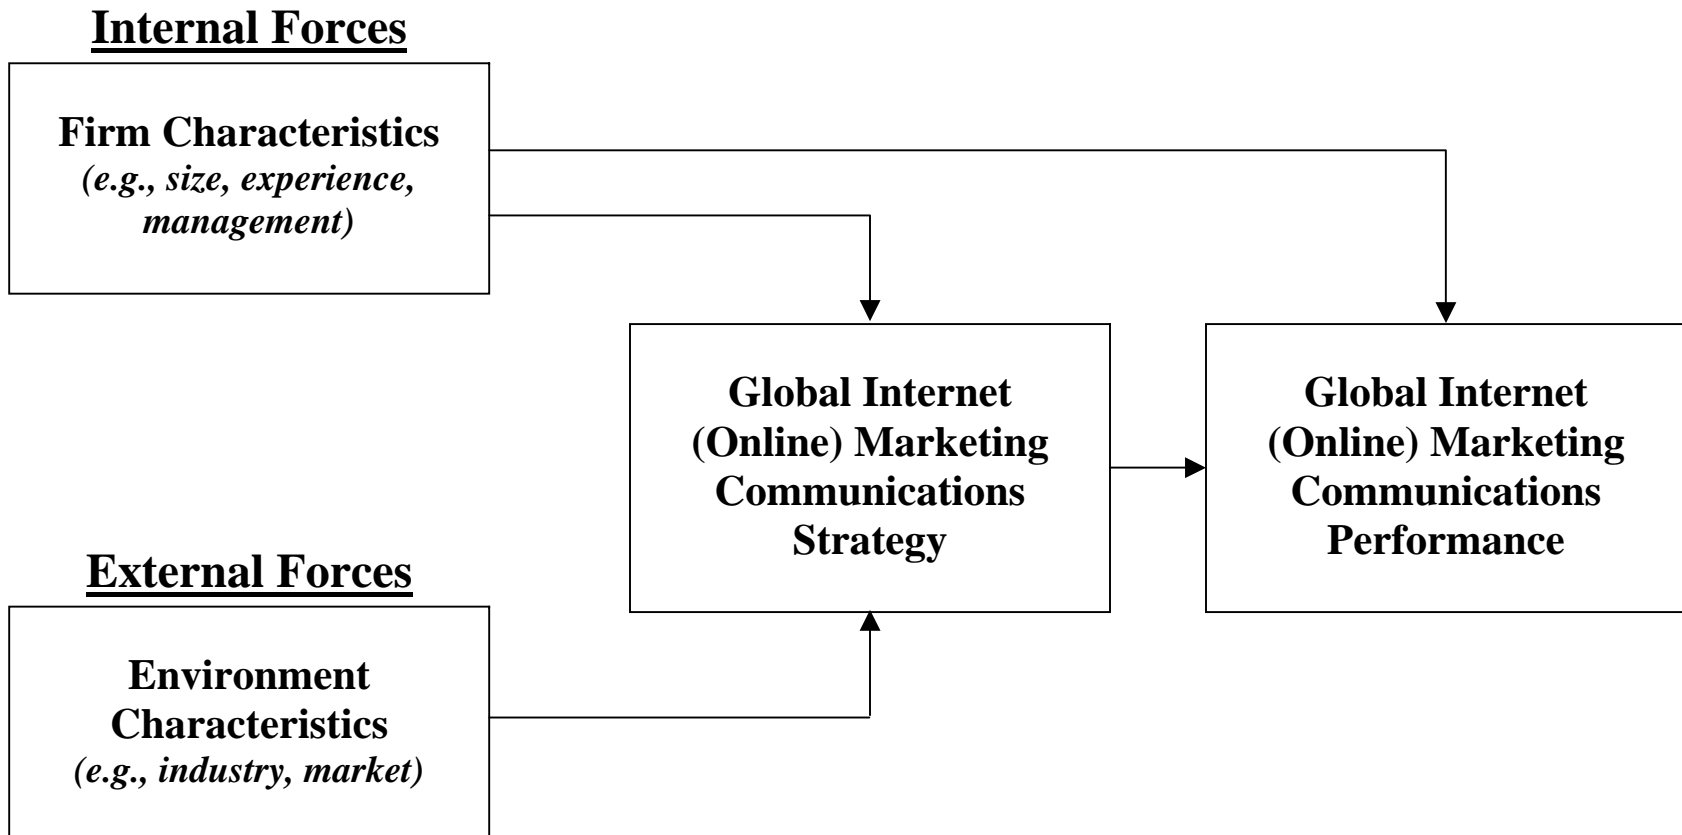 Internal Forces
Firm Characteristics
(e.g., size, experience,
management)
Global Internet
(Online) Marketing
Communications
Strategy
Global Internet
(Online) Marketing
Communications
Performance
External Forces
Environment
Characteristics
(e.g., industry, market)